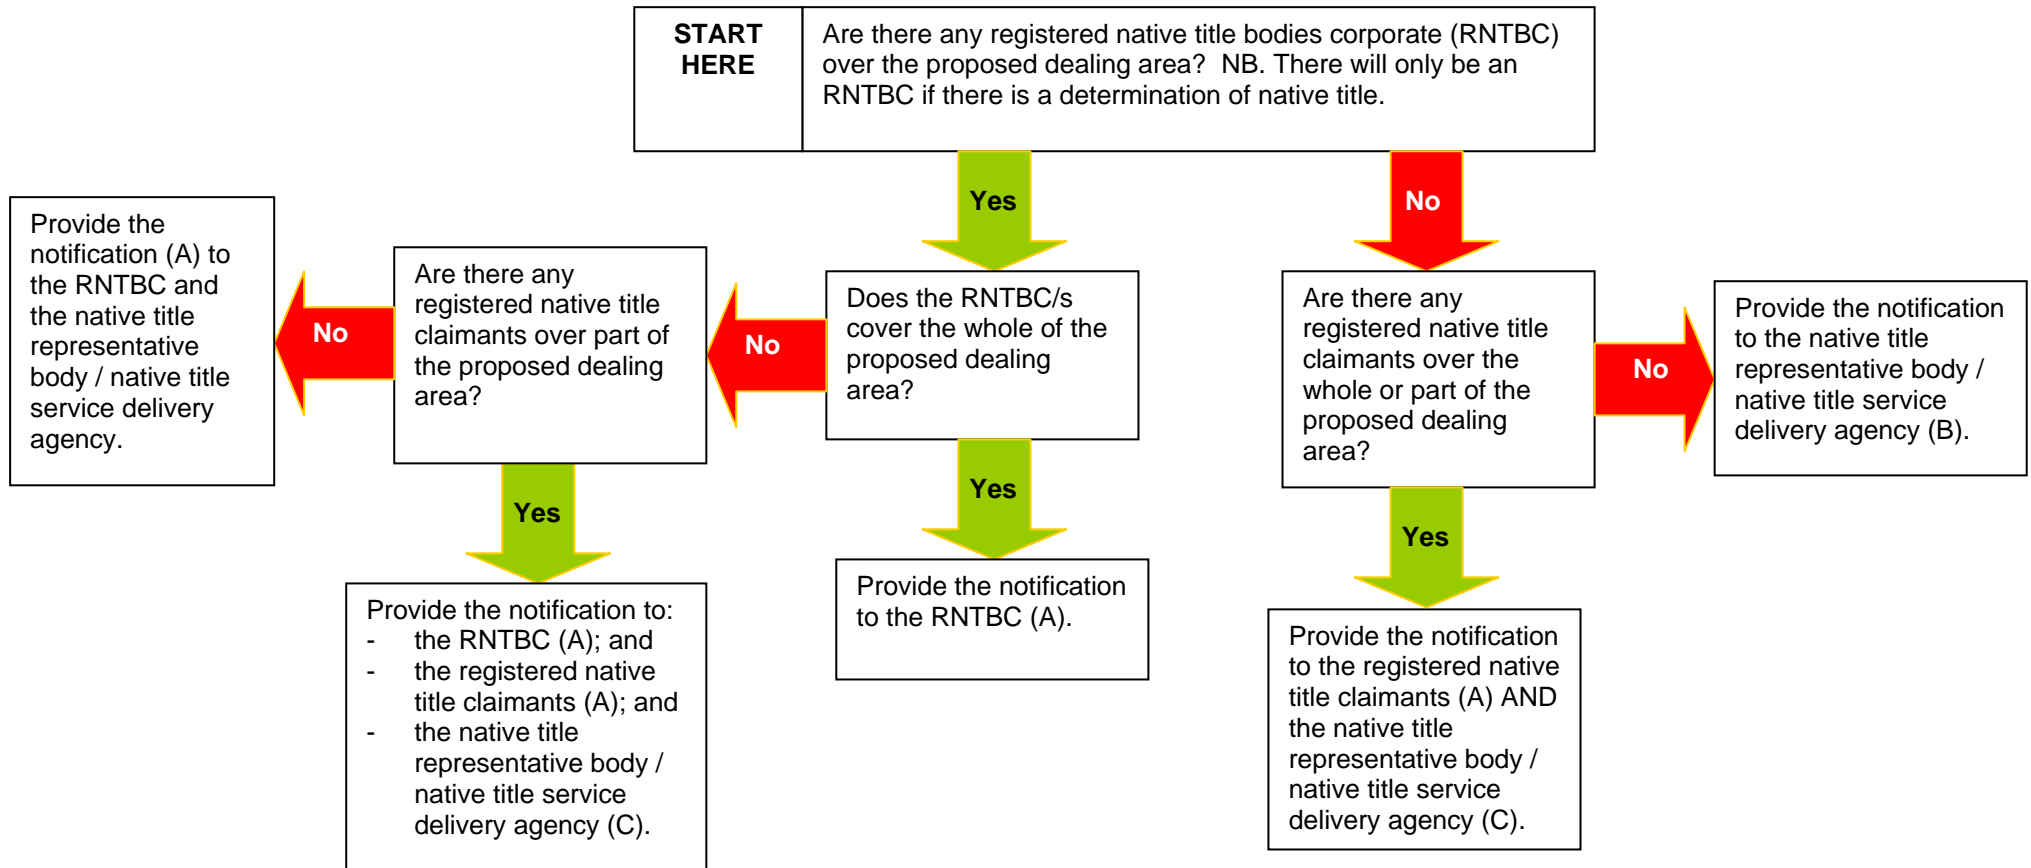 START
HERE
Are there any registered native title bodies corporate (RNTBC)
over the proposed dealing area?  NB. There will only be an
RNTBC if there is a determination of native title.
Yes
No
Provide the
notification (A) to
the RNTBC and
the native title
representative
body / native title
service delivery
agency.
No
Are there any
registered native title
claimants over part of
the proposed dealing
area?
No
Does the RNTBC/s
cover the whole of the
proposed dealing
area?
Are there any
registered native title
claimants over the
whole or part of the
proposed dealing
area?
No
Provide the notification
to the native title
representative body /
native title service
delivery agency (B).
Yes
Yes
Yes
Provide the notification to:
- the RNTBC (A); and
- the registered native
title claimants (A); and
- the native title
representative body /
native title service
delivery agency (C).
Provide the notification
to the RNTBC (A).
Provide the notification
to the registered native
title claimants (A) AND
the native title
representative body /
native title service
delivery agency (C).